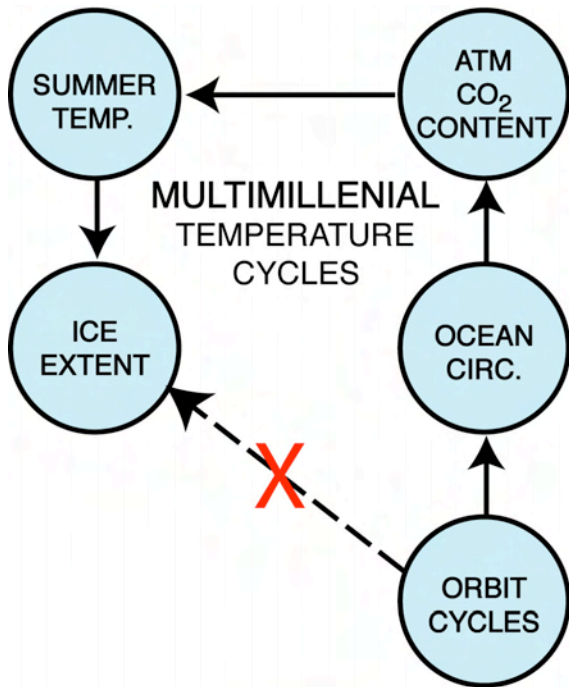 SUMMER
TEMP.
ATM
CO₂
CONTENT
MULTIMILLENIAL
TEMPERATURE
CYCLES
ICE
EXTENT
OCEAN
CIRC.
X
ORBIT
CYCLES